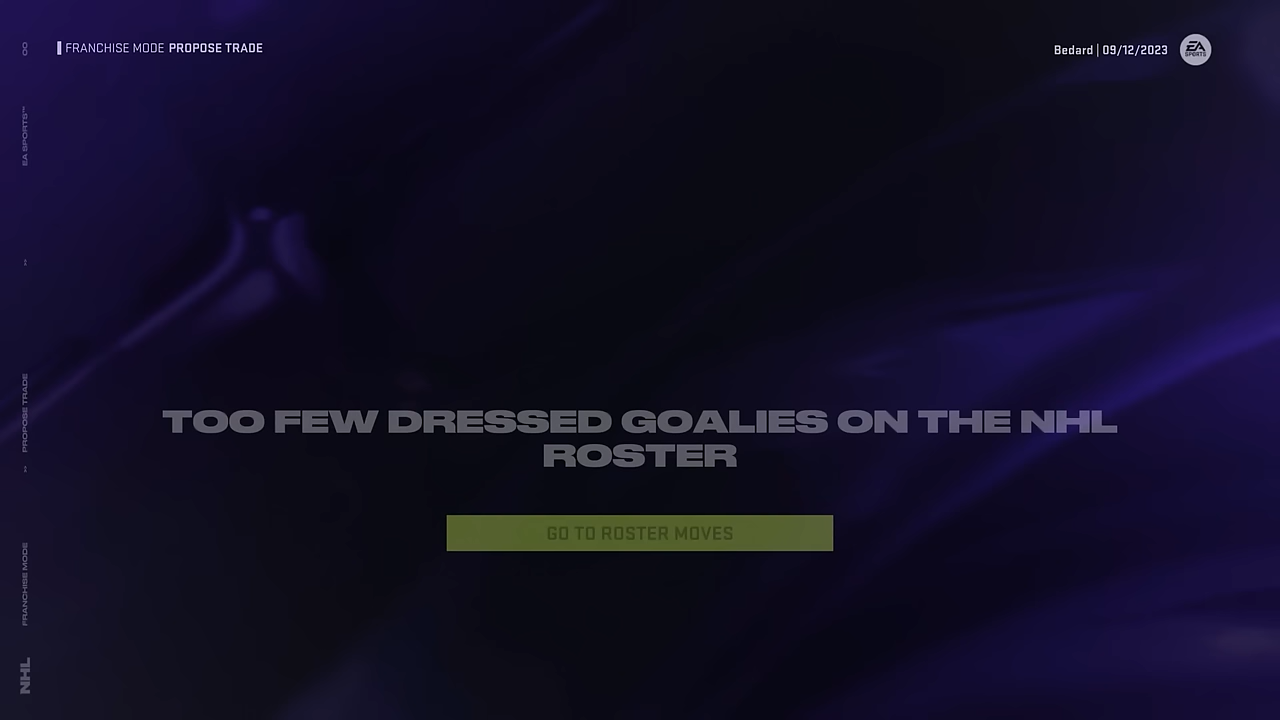 FRANCHISE MODE PROPOSE TRADE
Bedard | 09/12/2023
EA SPORTS
EA SPORTS™
PROPOSE TRADE
FRANCHISE MODE
NHL
TOO FEW DRESSED GOALIES ON THE NHL
ROSTER
GO TO ROSTER MOVES